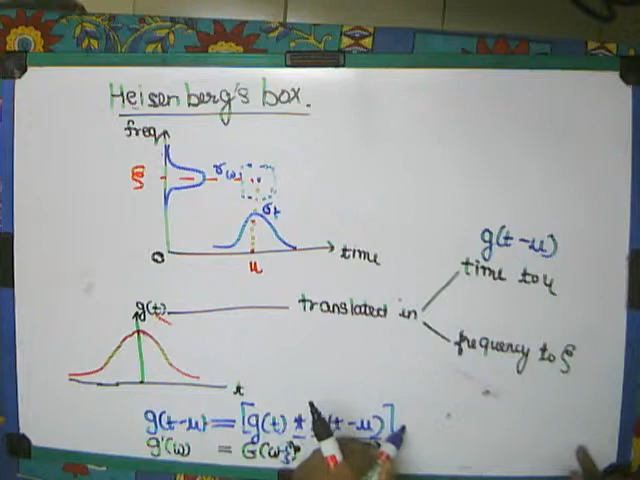 Heisenberg's box.
freq
ξ
σω
σt
0
u
time
g(t-u)
time to u
g(t)
translated in
frequency to ξ
t
g(t-u) = [g(t) * (t-u)]
g'(ω) = G(ω